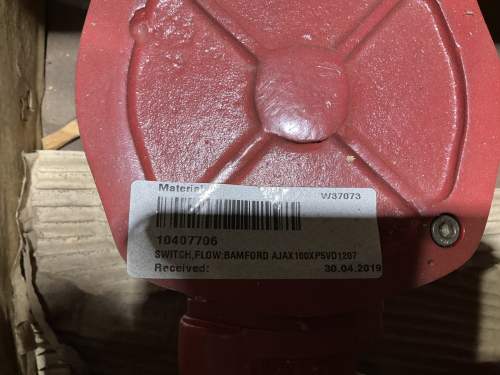 Material: W37073
10407706
SWITCH,FLOW:BAMFORD AJAX100XP5VD1207
Received: 30.04.2019